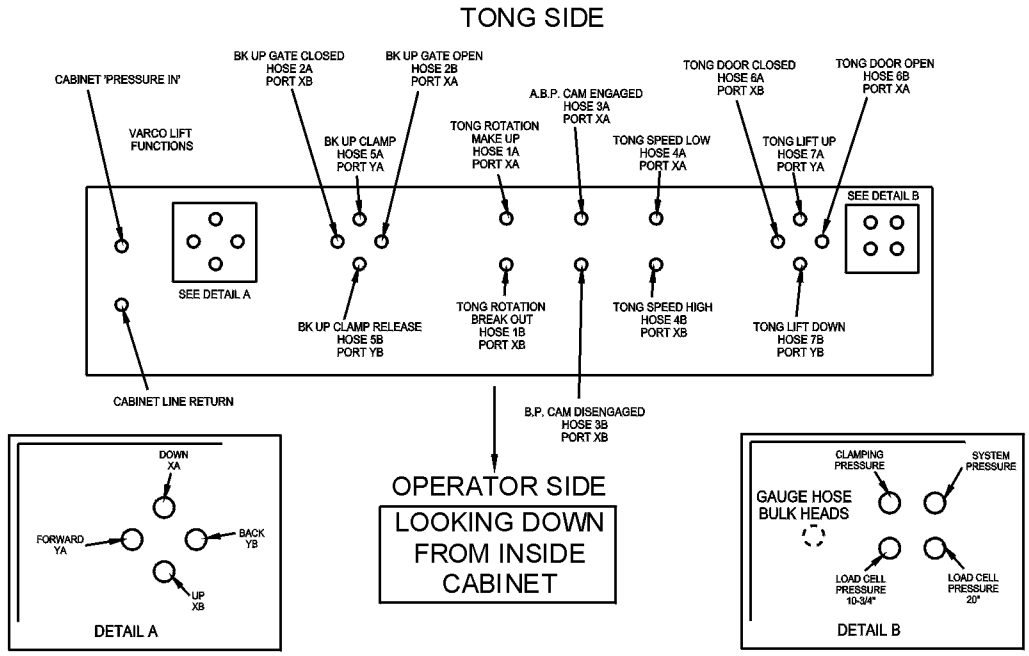 TONG SIDE
CABINET 'PRESSURE IN'
BK UP GATE CLOSED
HOSE 2A
PORT XB
BK UP GATE OPEN
HOSE 2B
PORT XA
A.B.P. CAM ENGAGED
HOSE 3A
PORT XA
TONG DOOR CLOSED
HOSE 6A
PORT XB
TONG DOOR OPEN
HOSE 6B
PORT XA
VARCO LIFT
FUNCTIONS
BK UP CLAMP
HOSE 5A
PORT YA
TONG ROTATION
MAKE UP
HOSE 1A
PORT XA
TONG SPEED LOW
HOSE 4A
PORT XA
TONG LIFT UP
HOSE 7A
PORT YA
SEE DETAIL B
SEE DETAIL A
BK UP CLAMP RELEASE
HOSE 5B
PORT YB
TONG ROTATION
BREAK OUT
HOSE 1B
PORT XB
TONG SPEED HIGH
HOSE 4B
PORT XB
TONG LIFT DOWN
HOSE 7B
PORT YB
CABINET LINE RETURN
B.P. CAM DISENGAGED
HOSE 3B
PORT XB
OPERATOR SIDE
LOOKING DOWN
FROM INSIDE
CABINET
DOWN
XA
FORWARD
YA
BACK
YB
UP
XB
DETAIL A
CLAMPING
PRESSURE
SYSTEM
PRESSURE
GAUGE HOSE
BULK HEADS
LOAD CELL
PRESSURE
10-3/4"
LOAD CELL
PRESSURE
20"
DETAIL B